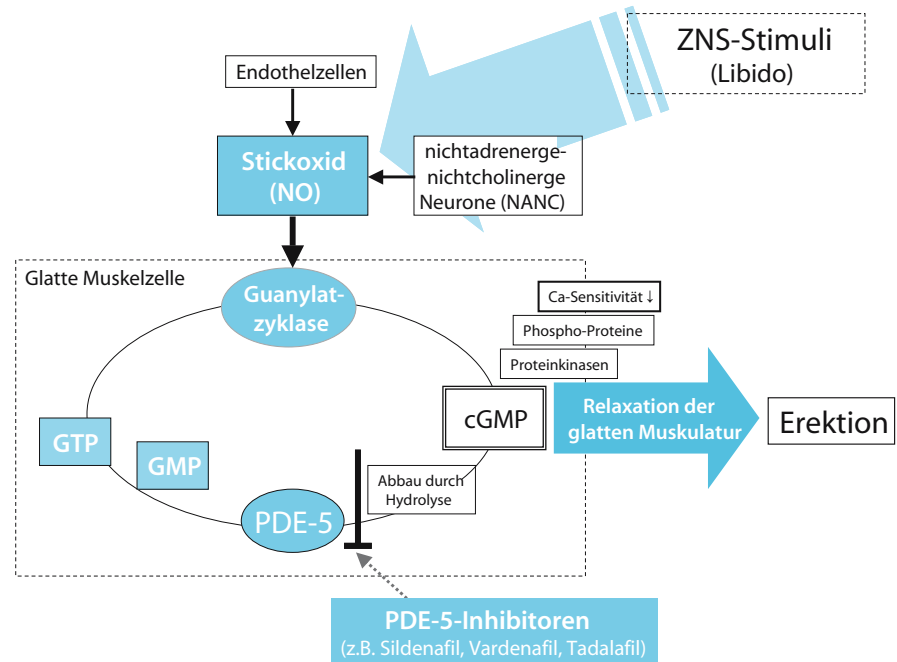 ZNS-Stimuli
(Libido)
Endothelzellen
Stickoxid
(NO)
nichtadrenerge-
nichtcholinerge
Neurone (NANC)
Glatte Muskelzelle
Guanylat-
zyklase
Ca-Sensitivität ↓
Phospho-Proteine
Proteinkinasen
cGMP
Relaxation der
glatten Muskulatur
Erektion
GTP
GMP
Abbau durch
Hydrolyse
PDE-5
PDE-5-Inhibitoren
(z.B. Sildenafil, Vardenafil, Tadalafil)